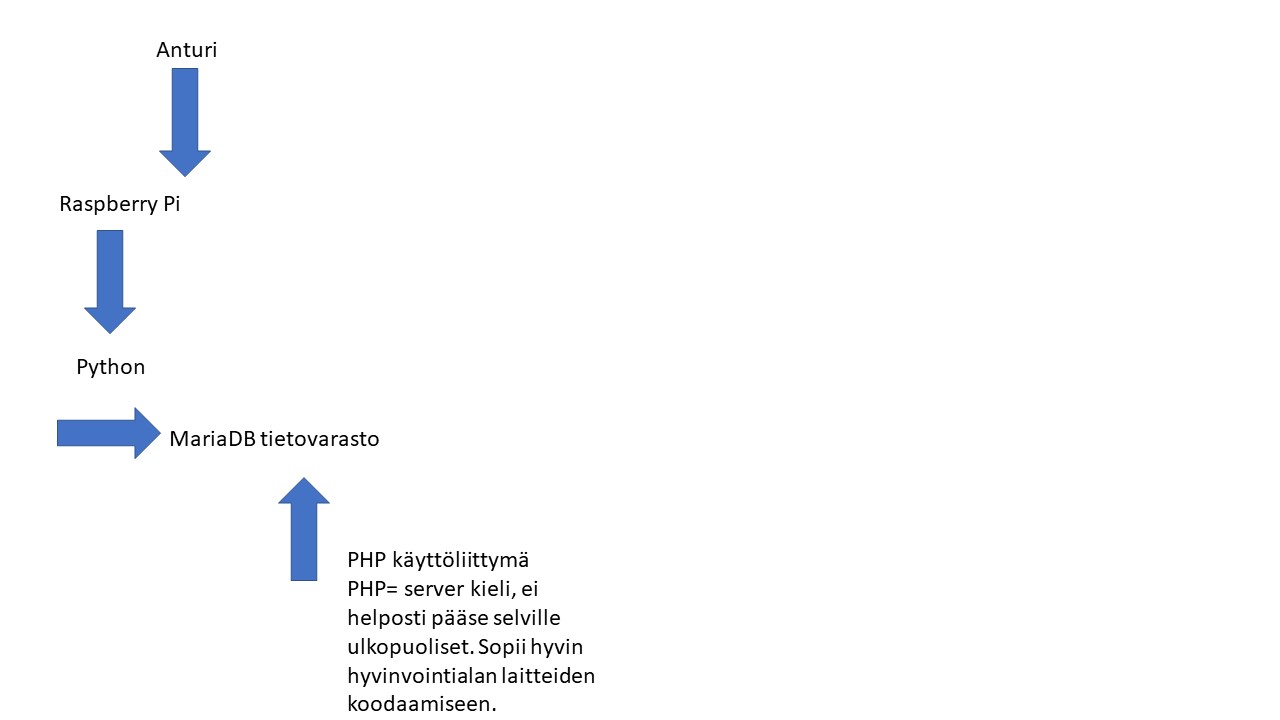 Anturi
Raspberry Pi
Python
MariaDB tietovarasto
PHP käyttöliittymä
PHP= server kieli, ei
helposti pääse selville
ulkopuoliset. Sopii hyvin
hyvinvointialan laitteiden
koodaamiseen.